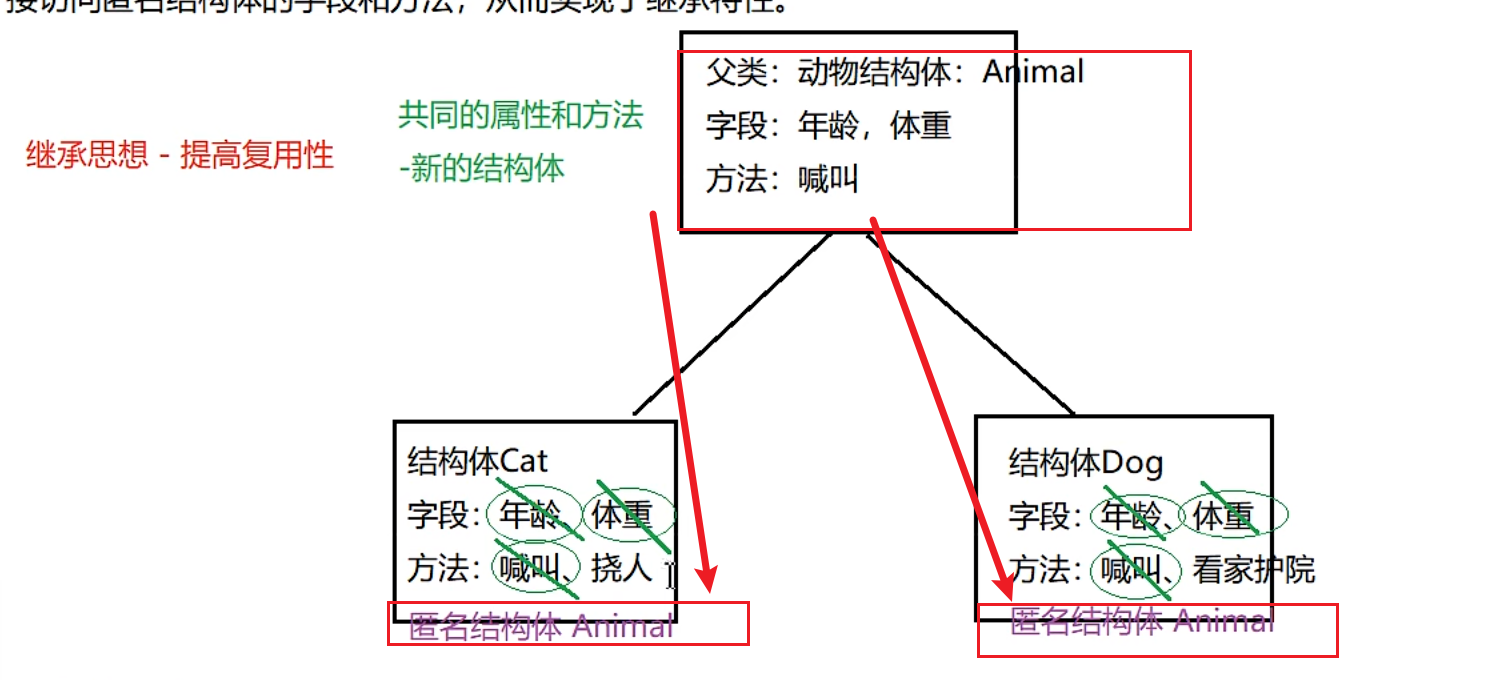 接访问匿名结构体的字段和方法，从而实现了继承特性。
继承思想 - 提高复用性
共同的属性和方法
-新的结构体
父类：动物结构体：Animal
字段：年龄，体重
方法：喊叫
结构体Cat
字段：年龄、体重
方法：喊叫、挠人
匿名结构体 Animal
结构体Dog
字段：年龄、体重
方法：喊叫、看家护院
匿名结构体 Animal